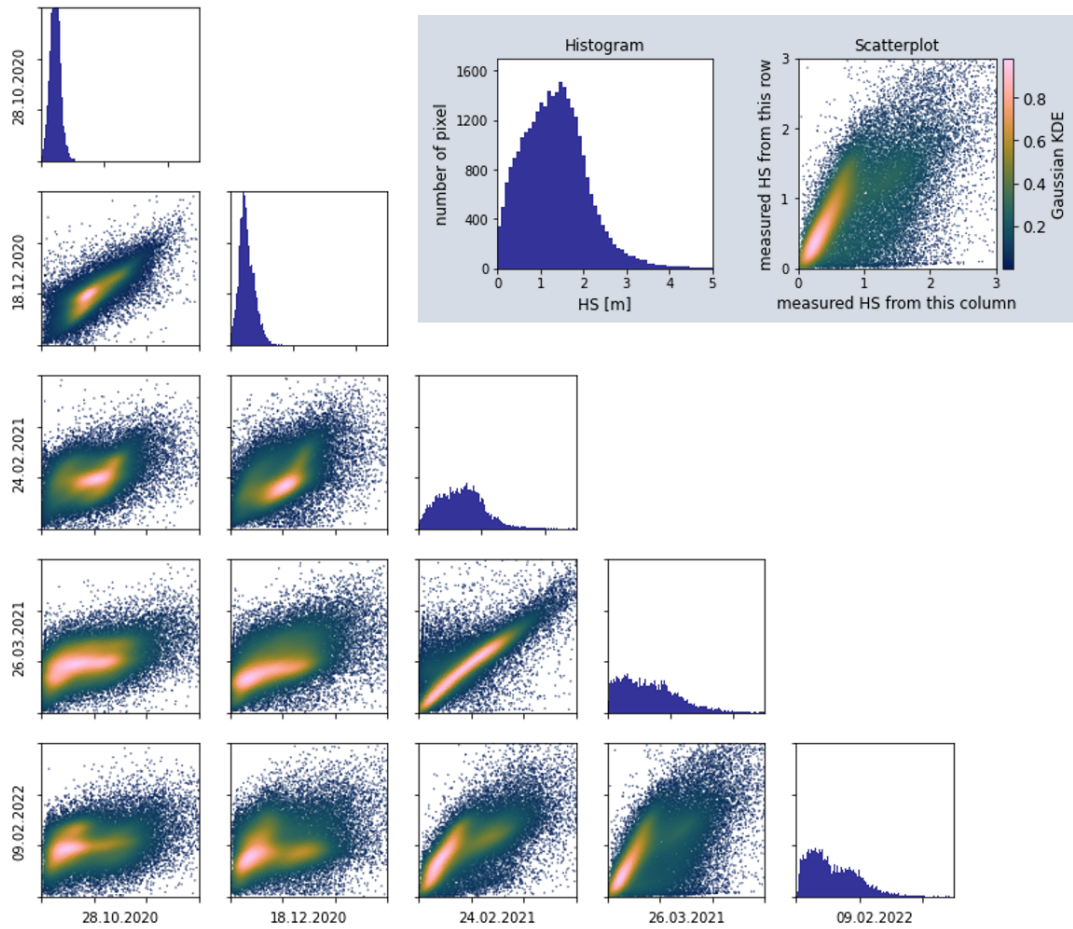 28.10.2020
18.12.2020
24.02.2021
26.03.2021
09.02.2022
28.10.2020
18.12.2020
24.02.2021
26.03.2021
09.02.2022
Histogram
number of pixel
1600
1200
800
400
0
0 1 2 3 4 5
HS [m]
Scatterplot
measured HS from this row
3
2
1
0
0 1 2 3
measured HS from this column
0.8
0.6
0.4
0.2
Gaussian KDE